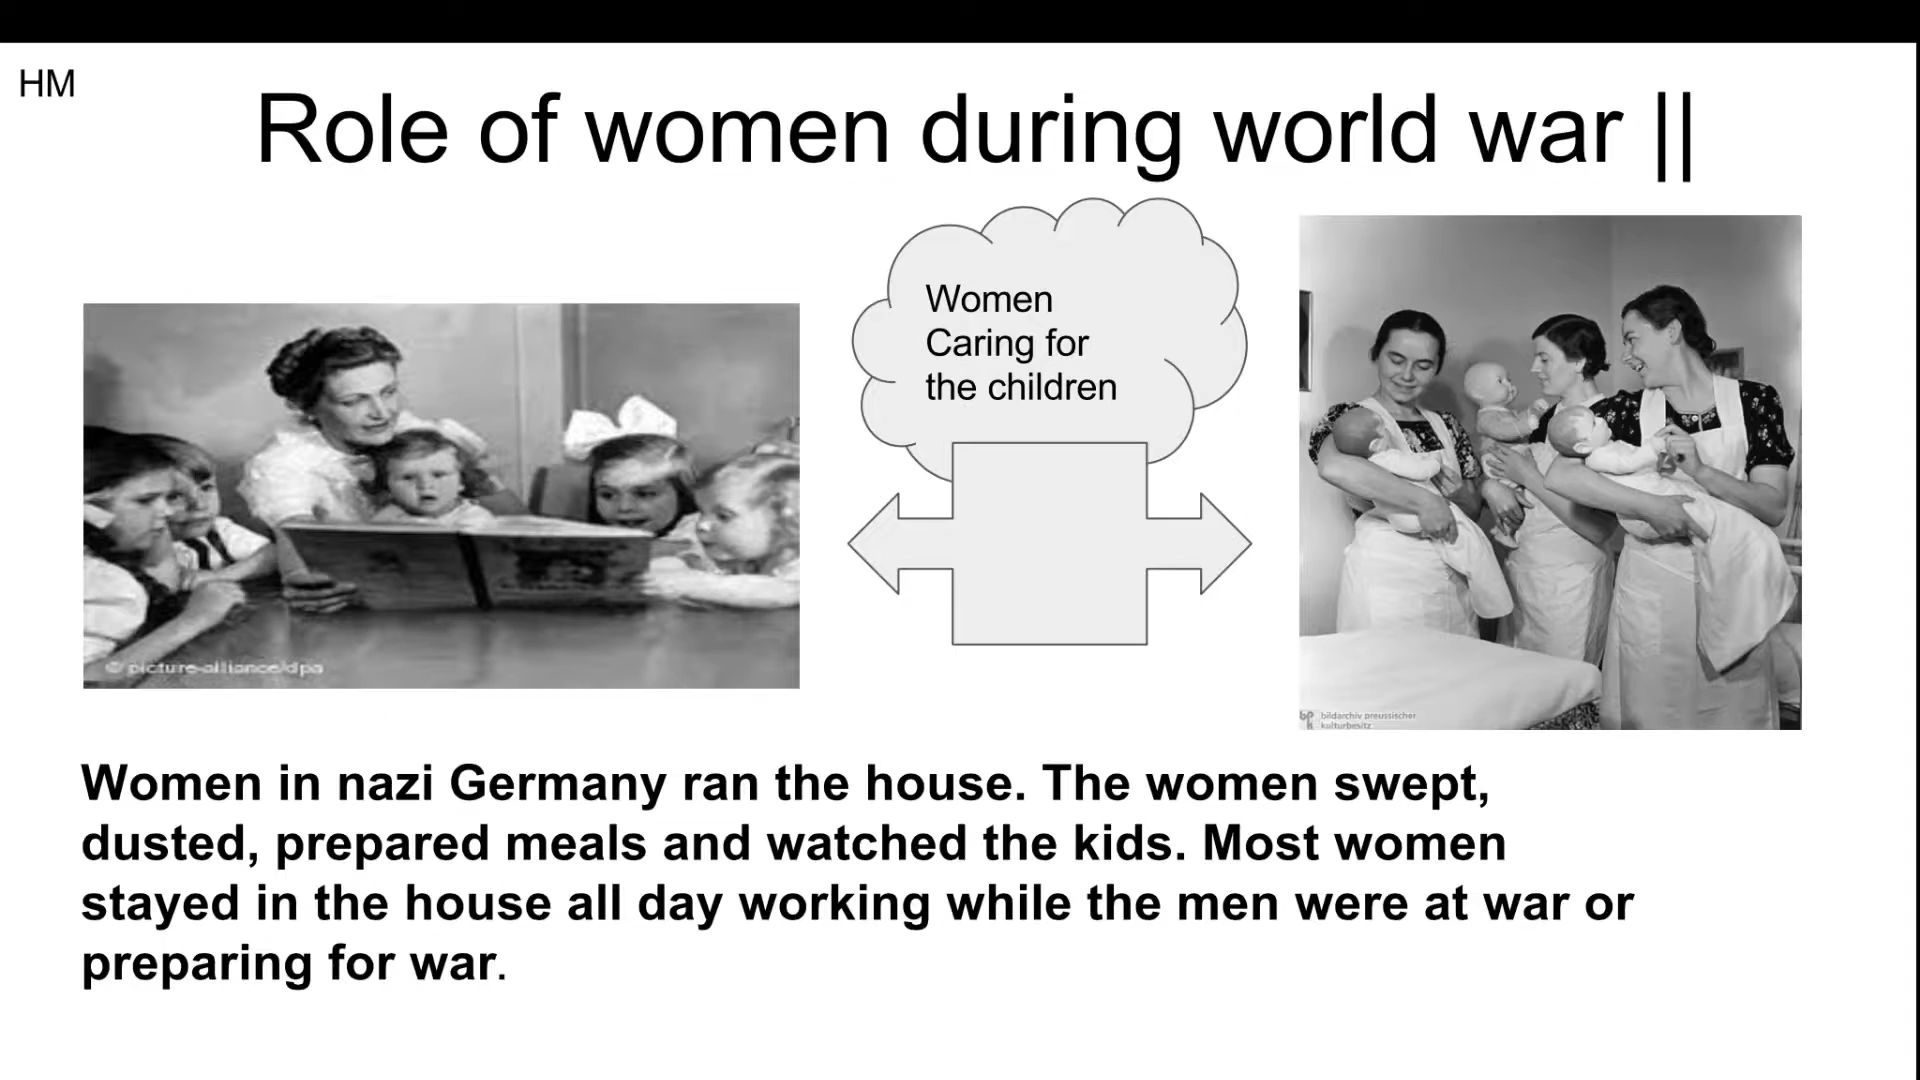 HM
Role of women during world war ||
Women
Caring for
the children
© picture-alliance/dpa
bpk bildarchiv preussischer
kulturbesitz
Women in nazi Germany ran the house. The women swept,
dusted, prepared meals and watched the kids. Most women
stayed in the house all day working while the men were at war or
preparing for war.